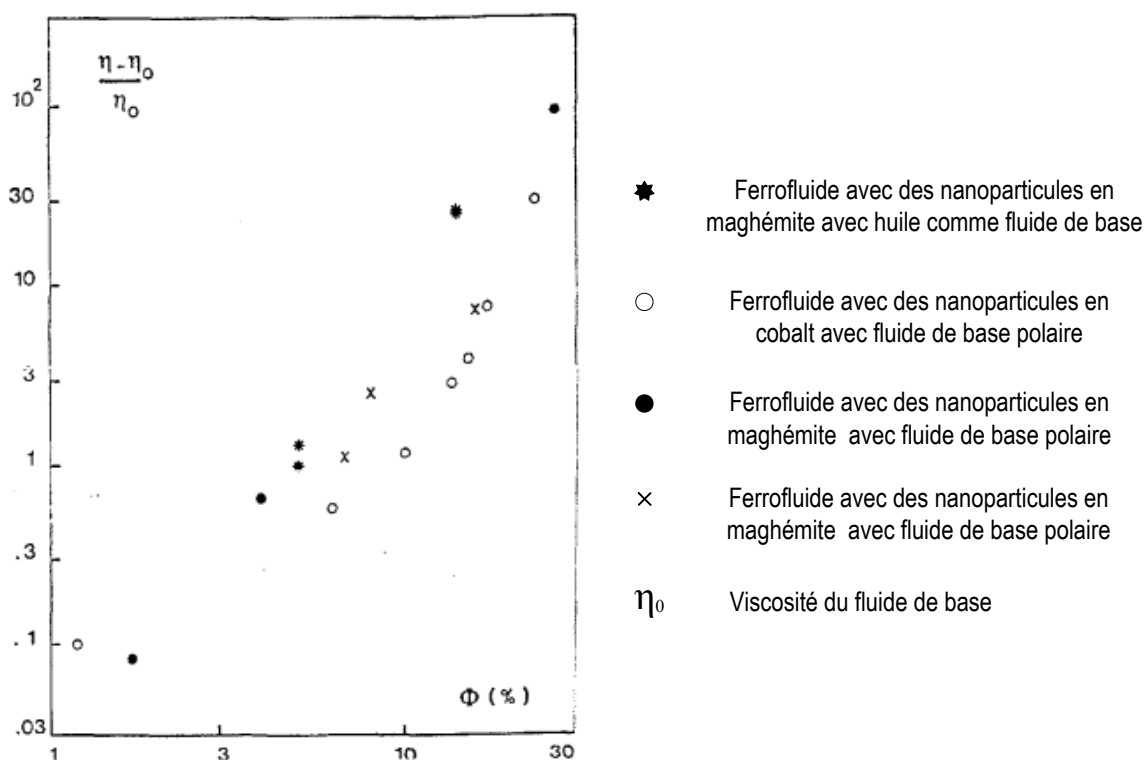 η - η₀
η₀
10²
30
10
3
1
.3
.1
.03
Φ (%)
1
3
10
30
Ferrofluide avec des nanoparticules en
maghémite avec huile comme fluide de base
Ferrofluide avec des nanoparticules en
cobalt avec fluide de base polaire
Ferrofluide avec des nanoparticules en
maghémite avec fluide de base polaire
Ferrofluide avec des nanoparticules en
maghémite avec fluide de base polaire
η₀ Viscosité du fluide de base